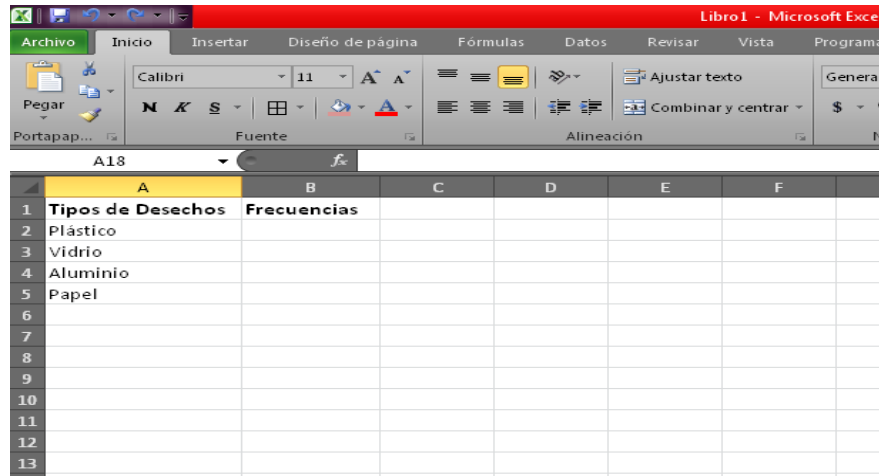 Libro1 - Microsoft Exce
Archivo Inicio Insertar Diseño de página Fórmulas Datos Revisar Vista Programa
Calibri 11 A A Ajustar texto Genera
Pegar N K S A Combinar y centrar $
Portapap... Fuente Alineación
A18 fx
A B C D E F
1 Tipos de Desechos Frecuencias
2 Plástico
3 Vidrio
4 Aluminio
5 Papel
6
7
8
9
10
11
12
13